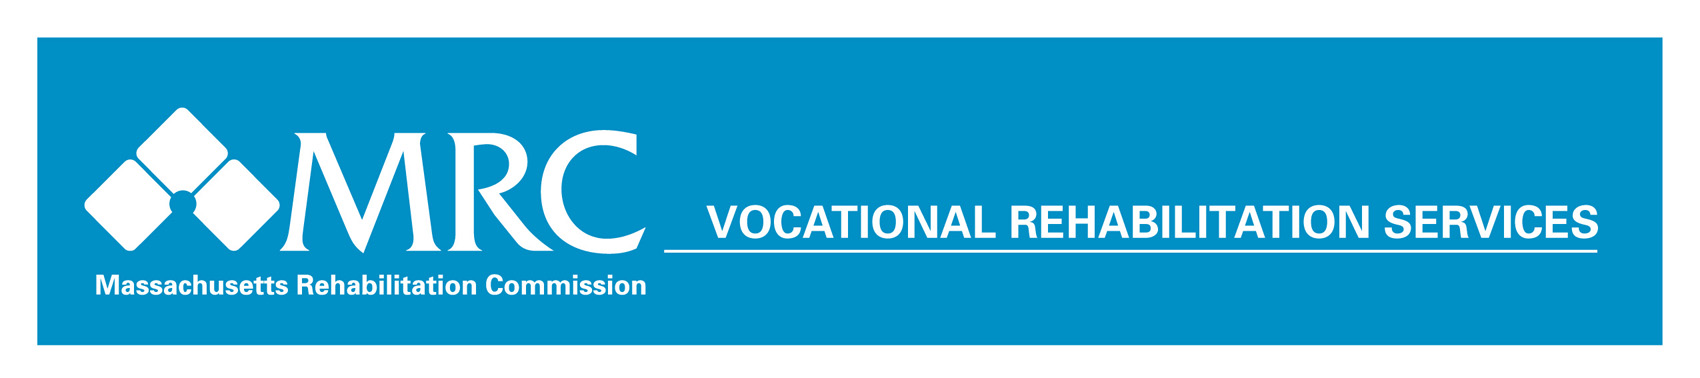 MRC
Massachusetts Rehabilitation Commission
VOCATIONAL REHABILITATION SERVICES